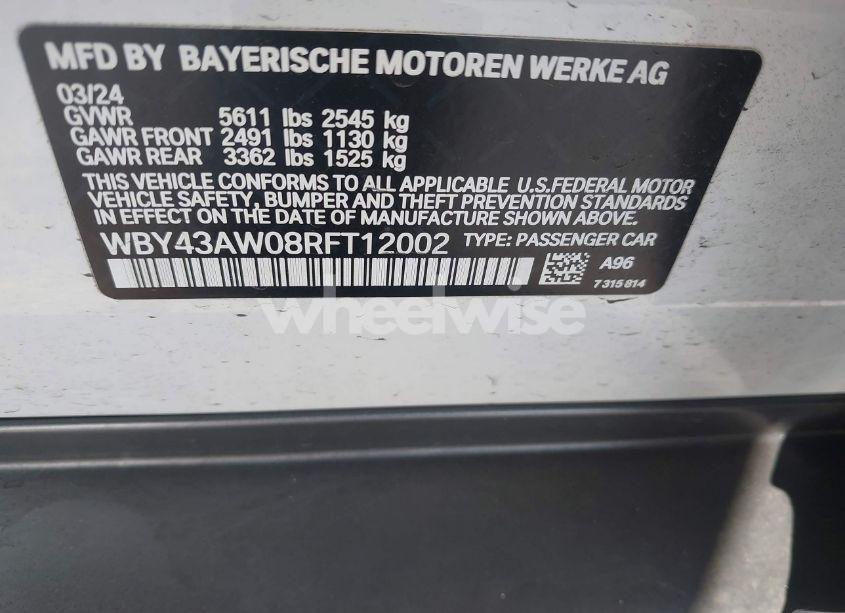 MFD BY BAYERISCHE MOTOREN WERKE AG
03/24
GVWR 5611 lbs 2545 kg
GAWR FRONT 2491 lbs 1130 kg
GAWR REAR 3362 lbs 1525 kg
THIS VEHICLE CONFORMS TO ALL APPLICABLE U.S.FEDERAL MOTOR
VEHICLE SAFETY, BUMPER AND THEFT PREVENTION STANDARDS
IN EFFECT ON THE DATE OF MANUFACTURE SHOWN ABOVE.
WBY43AW08RFT12002 TYPE: PASSENGER CAR
A96
7315814
wheelwise